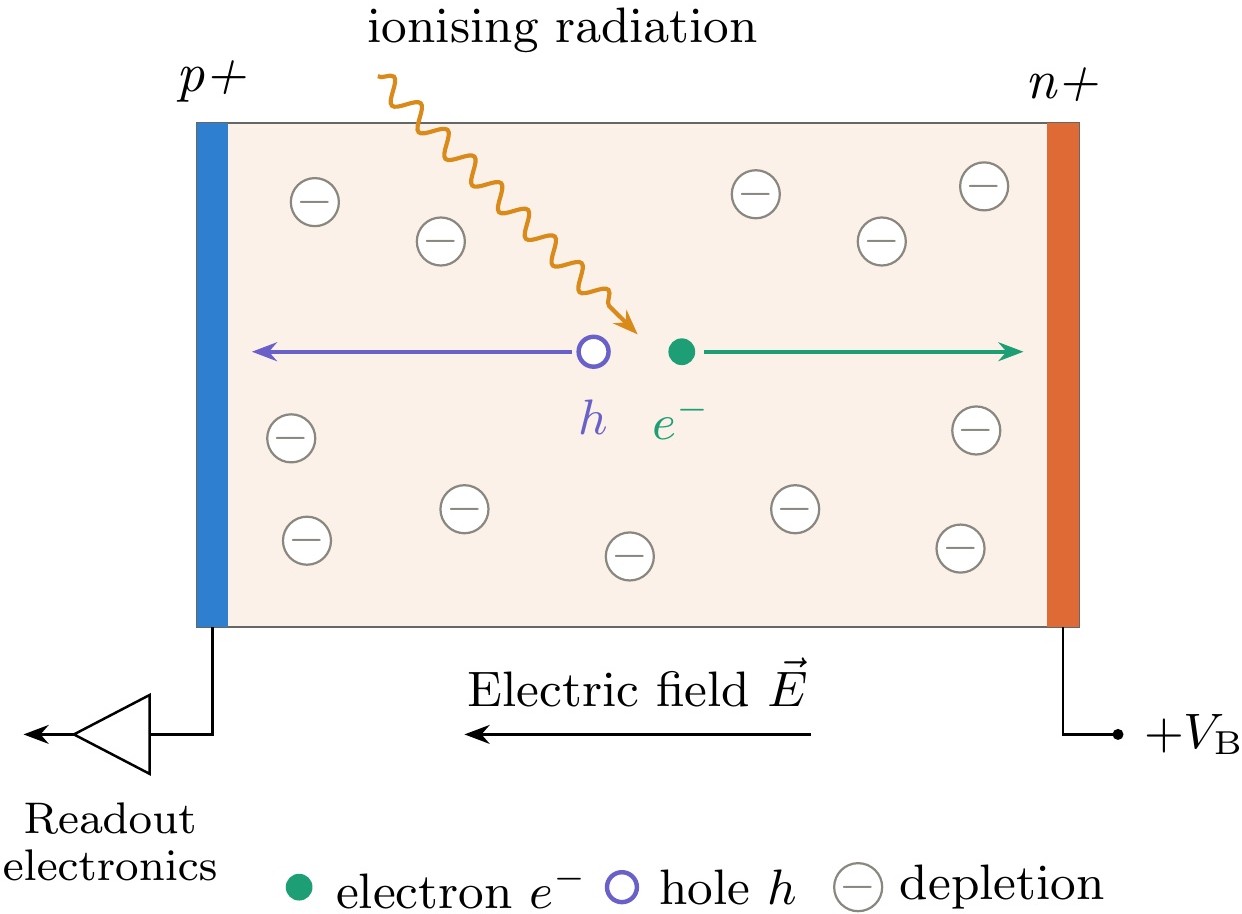 ionising radiation
p+
n+
h
e⁻
Electric field E⃗
+V_B
Readout
electronics
electron e⁻
hole h
depletion